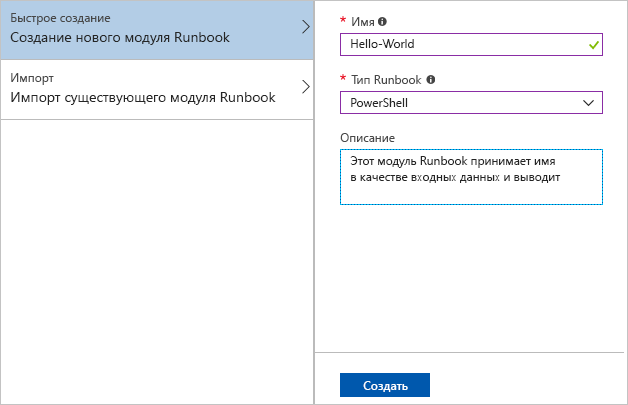 Быстрое создание
Создание нового модуля Runbook
Импорт
Импорт существующего модуля Runbook
* Имя
Hello-World
* Тип Runbook
PowerShell
Описание
Этот модуль Runbook принимает имя
в качестве входных данных и выводит
Создать